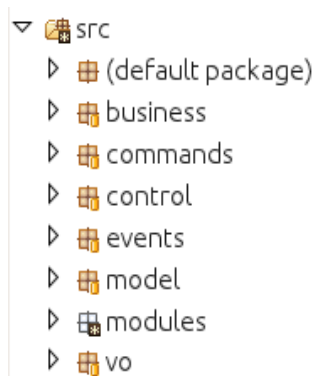 src
(default package)
business
commands
control
events
model
modules
vo